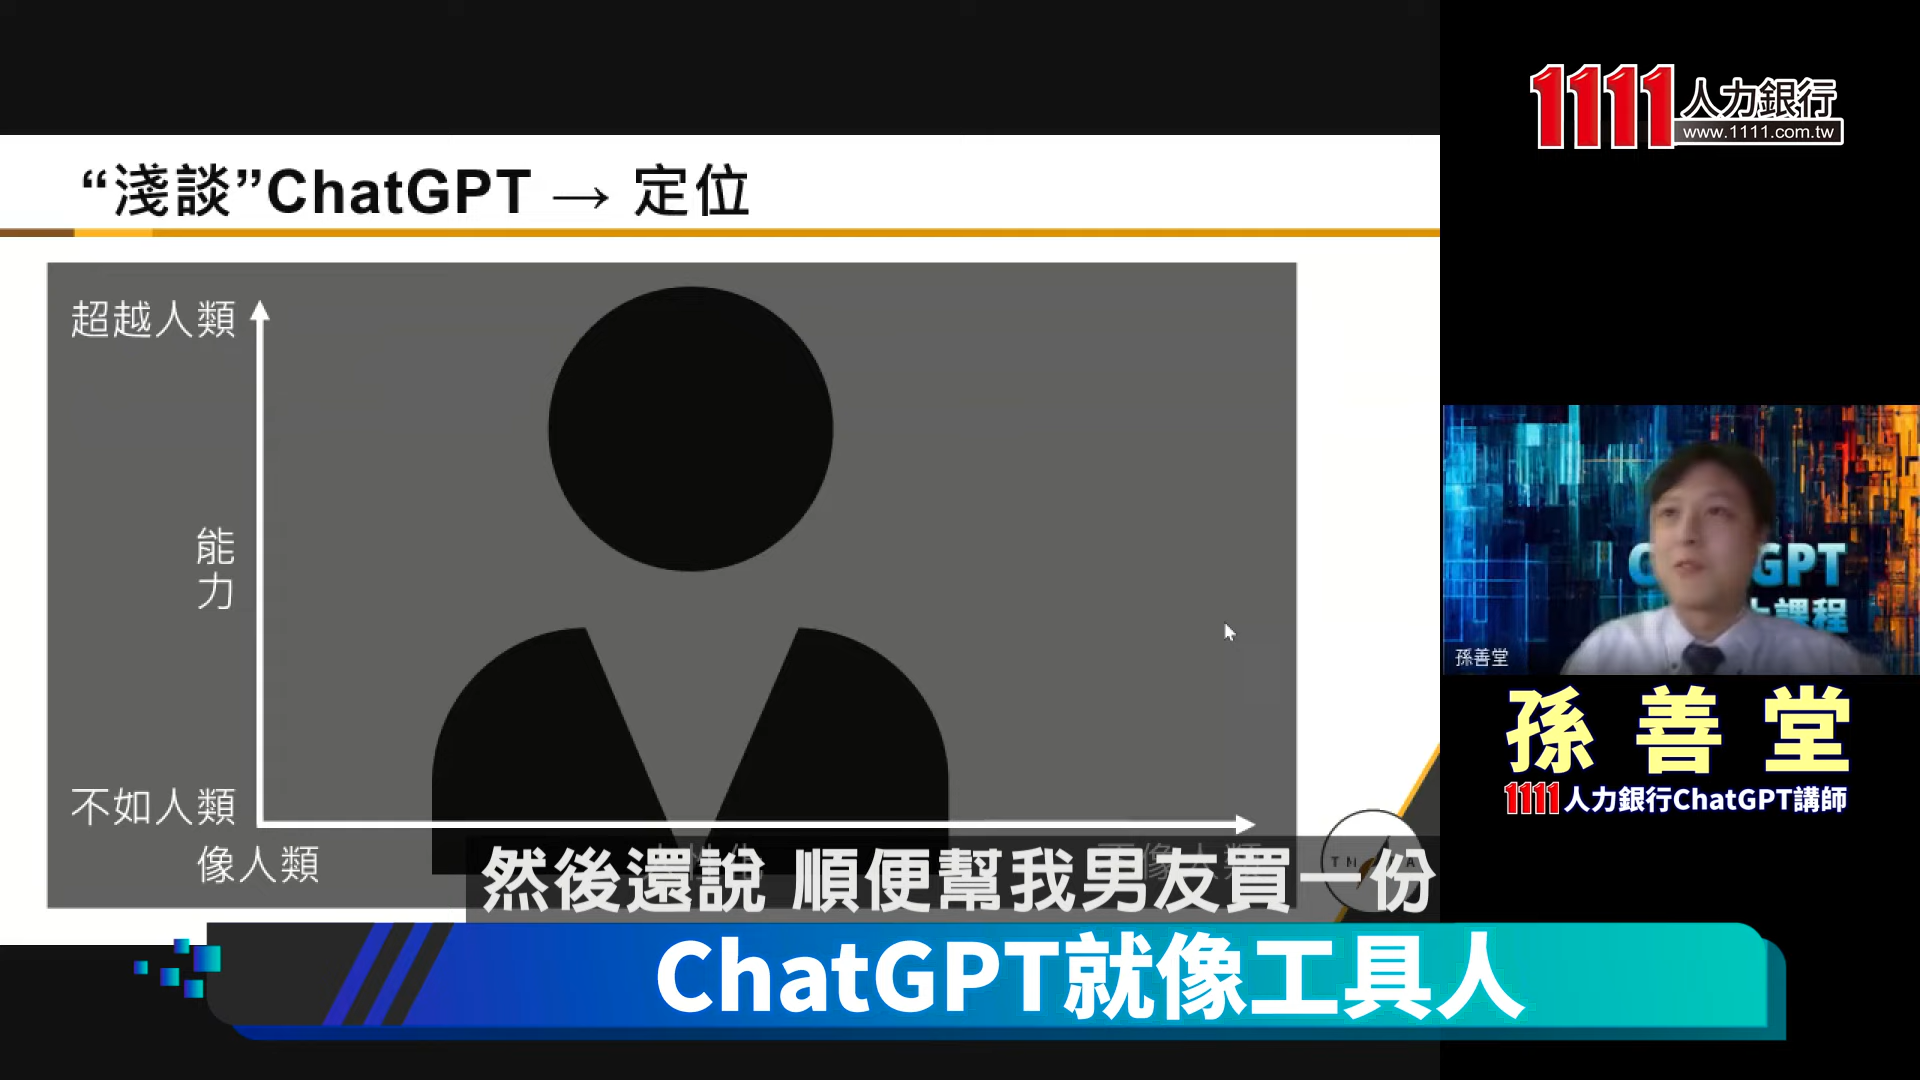 “淺談”ChatGPT → 定位
超越人類
能力
不如人類
像人類
然後還說 順便幫我男友買一份
ChatGPT就像工具人
1111人力銀行
www.1111.com.tw
GPT
上課程
孫善堂
孫善堂
1111人力銀行ChatGPT講師